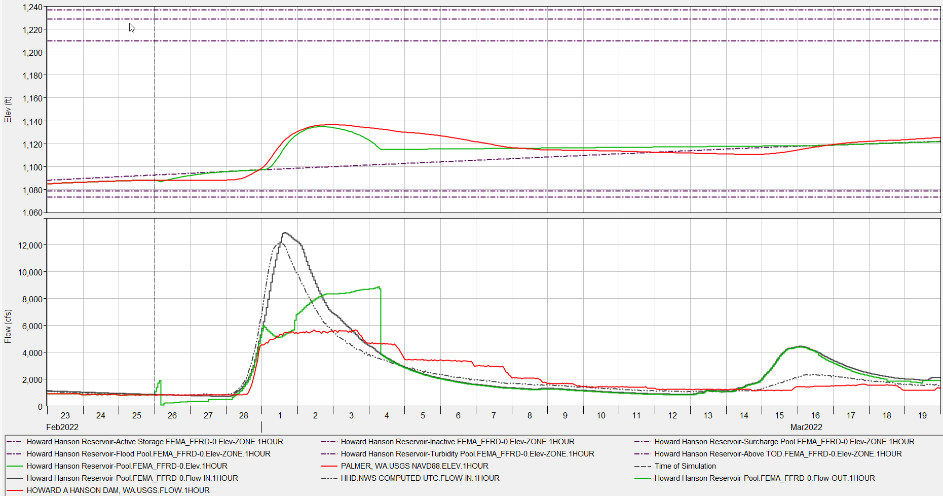 1,240
1,220
1,200
1,180
1,160
1,140
1,120
1,100
1,080
1,060
Elev (ft)
12,000
10,000
8,000
6,000
4,000
2,000
0
Flow (cfs)
23 24 25 26 27 28 1 2 3 4 5 6 7 8 9 10 11 12 13 14 15 16 17 18 19
Feb2022 Mar2022
Howard Hanson Reservoir-Active Storage.FEMA_FFRD-0.Elev-ZONE.1HOUR Howard Hanson Reservoir-Inactive.FEMA_FFRD-0.Elev-ZONE.1HOUR Howard Hanson Reservoir-Surcharge Pool.FEMA_FFRD-0.Elev-ZONE.1HOUR
Howard Hanson Reservoir-Flood Pool.FEMA_FFRD-0.Elev-ZONE.1HOUR Howard Hanson Reservoir-Turbidity Pool.FEMA_FFRD-0.Elev-ZONE.1HOUR Howard Hanson Reservoir-Above TOD.FEMA_FFRD-0.Elev-ZONE.1HOUR
Howard Hanson Reservoir-Pool.FEMA_FFRD-0.Elev.1HOUR PALMER, WA.USGS NAVD88.ELEV.1HOUR Time of Simulation
Howard Hanson Reservoir-Pool.FEMA_FFRD-0.Flow IN.1HOUR HHD.NWS COMPUTED UTC.FLOW IN.1HOUR Howard Hanson Reservoir-Pool.FEMA_FFRD-0.Flow OUT.1HOUR
HOWARD A HANSON DAM, WA.USGS.FLOW.1HOUR